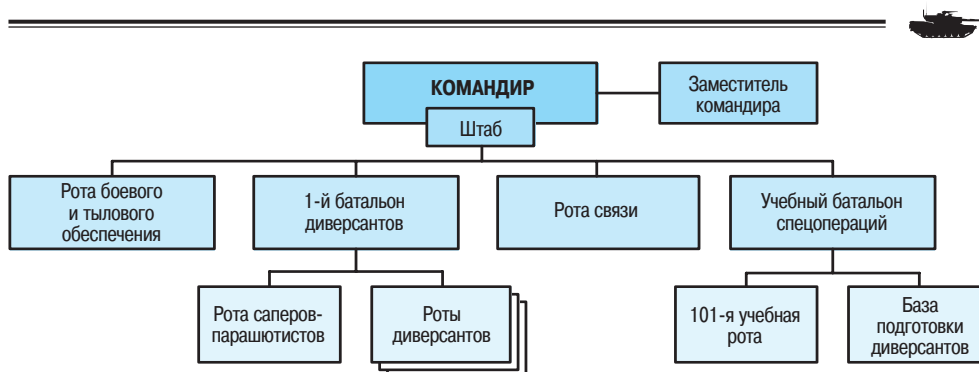 КОМАНДИР
Заместитель
командира
Штаб
Рота боевого
и тылового
обеспечения
1-й батальон
диверсантов
Рота связи
Учебный батальон
спецопераций
Рота саперов-
парашютистов
Роты
диверсантов
101-я учебная
рота
База
подготовки
диверсантов